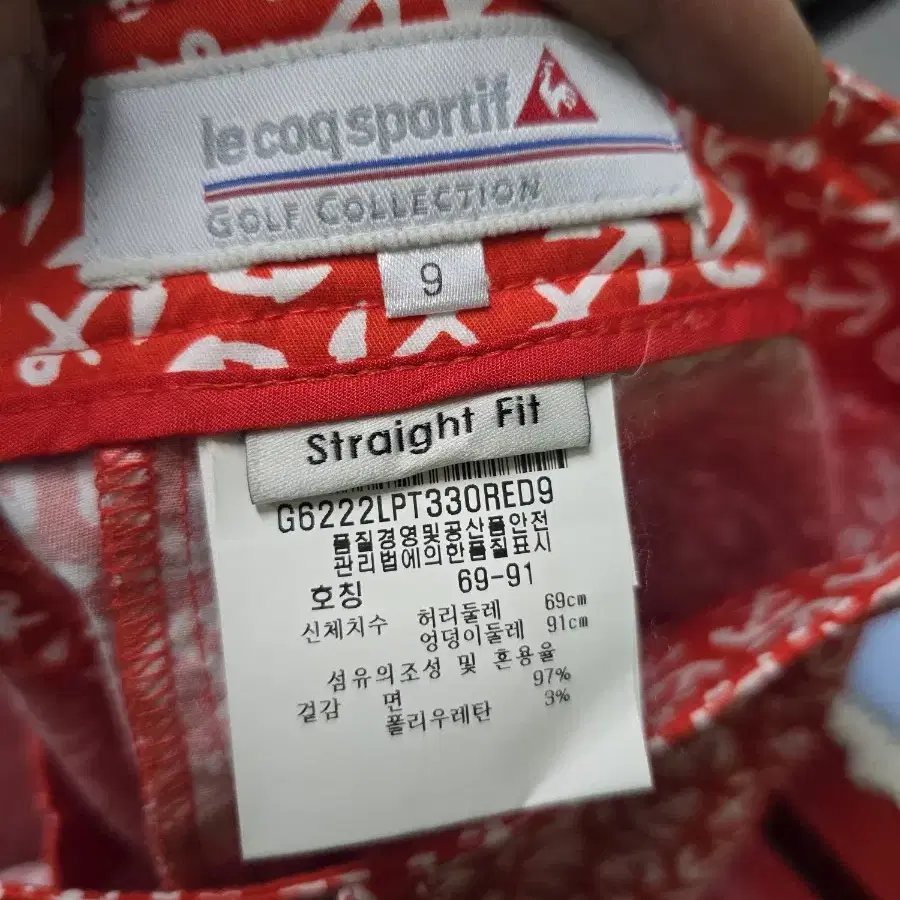 le coq sportif
GOLF COLLECTION
9
Straight Fit
G6222LPT330RED9
품질경영및공산품안전
관리법에의한품질표시
호칭 69-91
신체치수 허리둘레 69cm
엉덩이둘레 91cm
섬유의조성 및 혼용율
겉감 면 97%
폴리우레탄 3%